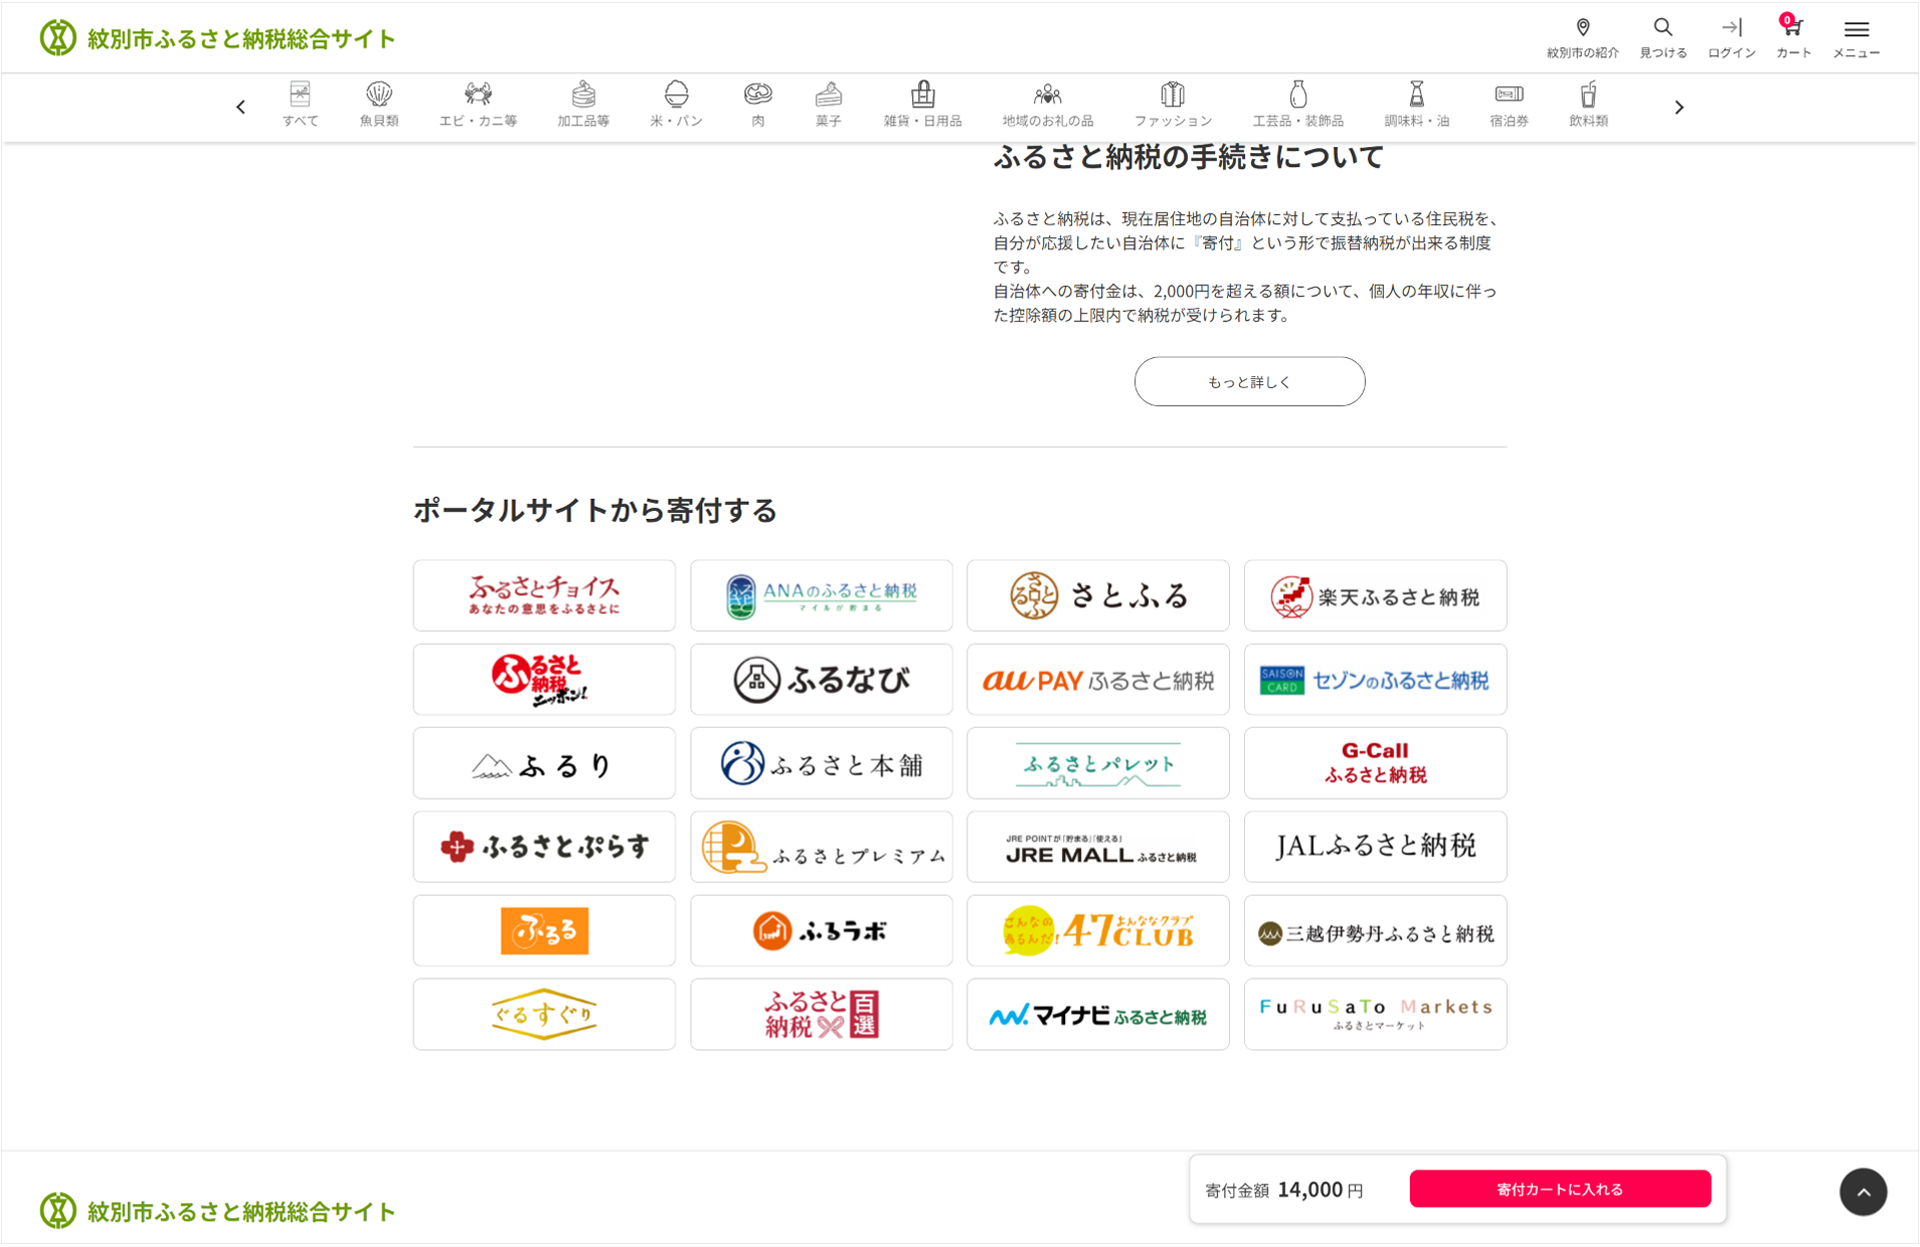 紋別市ふるさと納税総合サイト
紋別市の紹介
見つける
ログイン
0
カート
メニュー
すべて
魚貝類
エビ・カニ等
加工品等
米・パン
肉
菓子
雑貨・日用品
地域のお礼の品
ファッション
工芸品・装飾品
調味料・油
宿泊券
飲料類
ふるさと納税の手続きについて
ふるさと納税は、現在居住地の自治体に対して支払っている住民税を、
自分が応援したい自治体に『寄付』という形で振替納税が出来る制度
です。
自治体への寄付金は、2,000円を超える額について、個人の年収に伴っ
た控除額の上限内で納税が受けられます。
もっと詳しく
ポータルサイトから寄付する
ふるさとチョイス
あなたの意思をふるさとに
ANAのふるさと納税
マイルが貯まる
さとふる
さとふる
楽天ふるさと納税
ふるさと
納税
ニッポン!
ふるなび
au PAY ふるさと納税
SAISON
CARD
セゾンのふるさと納税
ふるり
ふるさと本舗
ふるさとパレット
G-Call
ふるさと納税
ふるさとぷらす
ふるさとプレミアム
JRE POINTが「貯まる」「使える」
JRE MALL ふるさと納税
JALふるさと納税
ふるる
ふるラボ
こんなの
あるんだ!
47
よんななクラブ
CLUB
三越伊勢丹ふるさと納税
ぐるすぐり
ふるさと
納税
百選
マイナビ ふるさと納税
FuRuSaTo Markets
ふるさとマーケット
紋別市ふるさと納税総合サイト
寄付金額 14,000 円
寄付カートに入れる